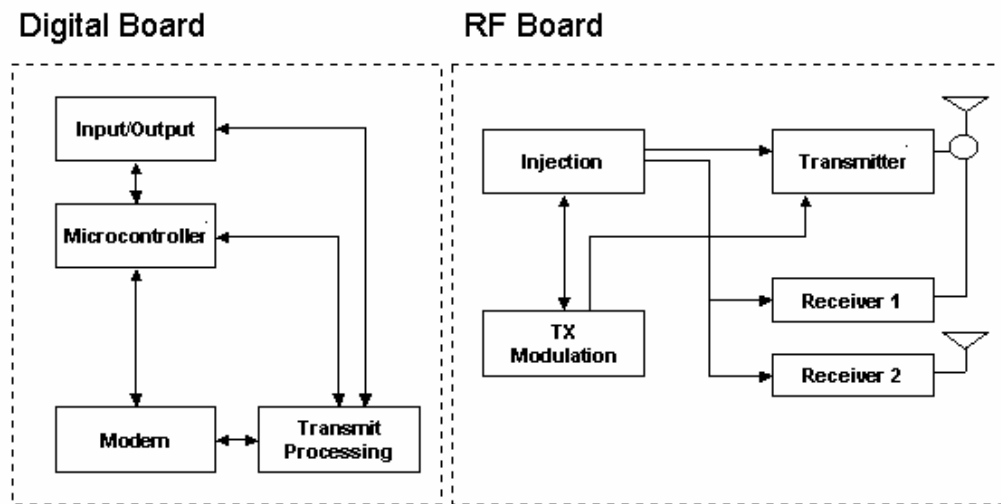 Digital Board
RF Board
Input/Output
Microcontroller
Modem
Transmit
Processing
Injection
TX
Modulation
Transmitter
Receiver 1
Receiver 2